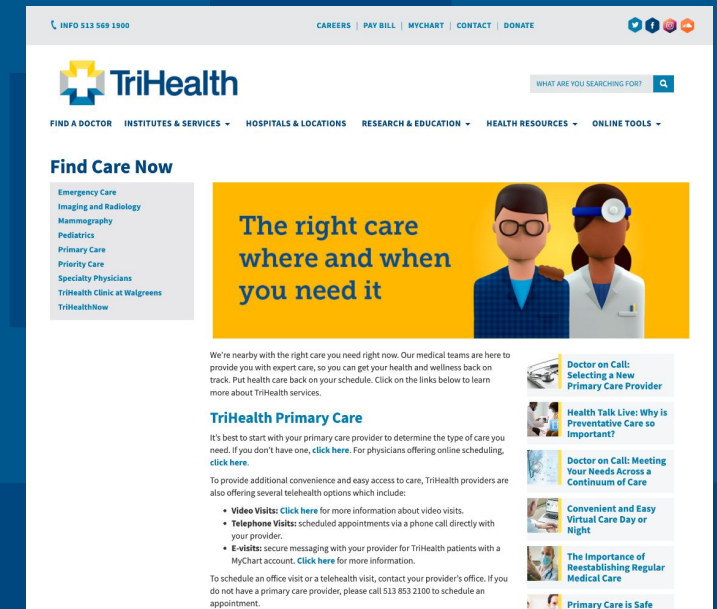 INFO 513 569 1900
CAREERS | PAY BILL | MYCHART | CONTACT | DONATE
TriHealth
WHAT ARE YOU SEARCHING FOR?
FIND A DOCTOR INSTITUTES & SERVICES HOSPITALS & LOCATIONS RESEARCH & EDUCATION HEALTH RESOURCES ONLINE TOOLS
Find Care Now
Emergency Care
Imaging and Radiology
Mammography
Pediatrics
Primary Care
Priority Care
Specialty Physicians
TriHealth Clinic at Walgreens
TriHealthNow
The right care
where and when
you need it
We're nearby with the right care you need right now. Our medical teams are here to
provide you with expert care, so you can get your health and wellness back on
track. Put health care back on your schedule. Click on the links below to learn
more about TriHealth services.
TriHealth Primary Care
It's best to start with your primary care provider to determine the type of care you
need. If you don't have one, click here. For physicians offering online scheduling,
click here.
To provide additional convenience and easy access to care, TriHealth providers are
also offering several telehealth options which include:
• Video Visits: Click here for more information about video visits.
• Telephone Visits: scheduled appointments via a phone call directly with
your provider.
• E-visits: secure messaging with your provider for TriHealth patients with a
MyChart account. Click here for more information.
To schedule an office visit or a telehealth visit, contact your provider's office. If you
do not have a primary care provider, please call 513 853 2100 to schedule an
appointment.
Doctor on Call:
Selecting a New
Primary Care Provider
Health Talk Live: Why is
Preventative Care so
Important?
Doctor on Call: Meeting
Your Needs Across a
Continuum of Care
Convenient and Easy
Virtual Care Day or
Night
The Importance of
Reestablishing Regular
Medical Care
Primary Care is Safe